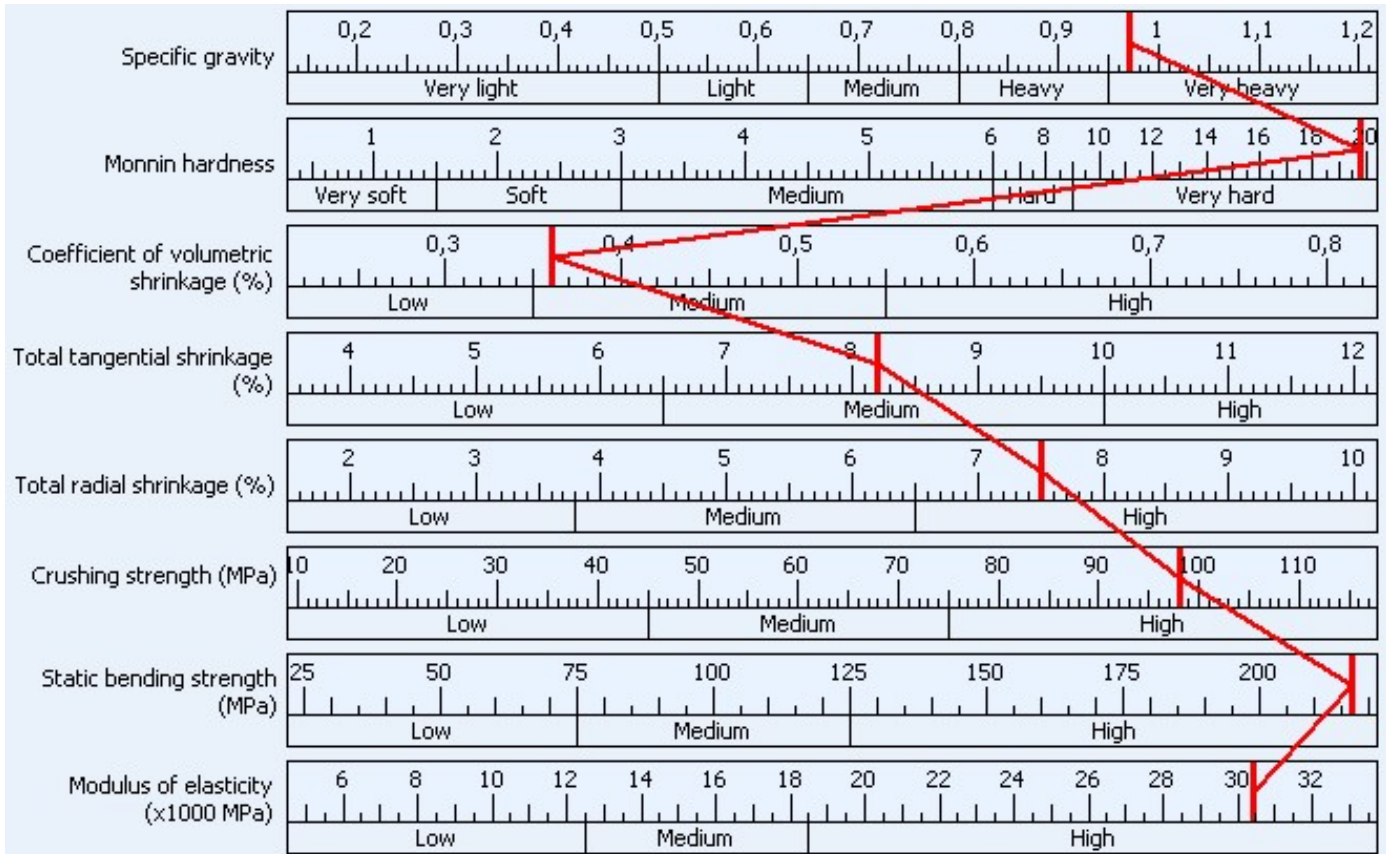 0,2 0,3 0,4 0,5 0,6 0,7 0,8 0,9 1 1,1 1,2
Specific gravity
Very light Light Medium Heavy Very heavy
1 2 3 4 5 6 8 10 12 14 16 18 20
Monnin hardness
Very soft Soft Medium Hard Very hard
0,3 0,4 0,5 0,6 0,7 0,8
Coefficient of volumetric
shrinkage (%)
Low Medium High
4 5 6 7 8 9 10 11 12
Total tangential shrinkage
(%)
Low Medium High
2 3 4 5 6 7 8 9 10
Total radial shrinkage (%)
Low Medium High
10 20 30 40 50 60 70 80 90 100 110
Crushing strength (MPa)
Low Medium High
25 50 75 100 125 150 175 200
Static bending strength
(MPa)
Low Medium High
6 8 10 12 14 16 18 20 22 24 26 28 30 32
Modulus of elasticity
(x1000 MPa)
Low Medium High